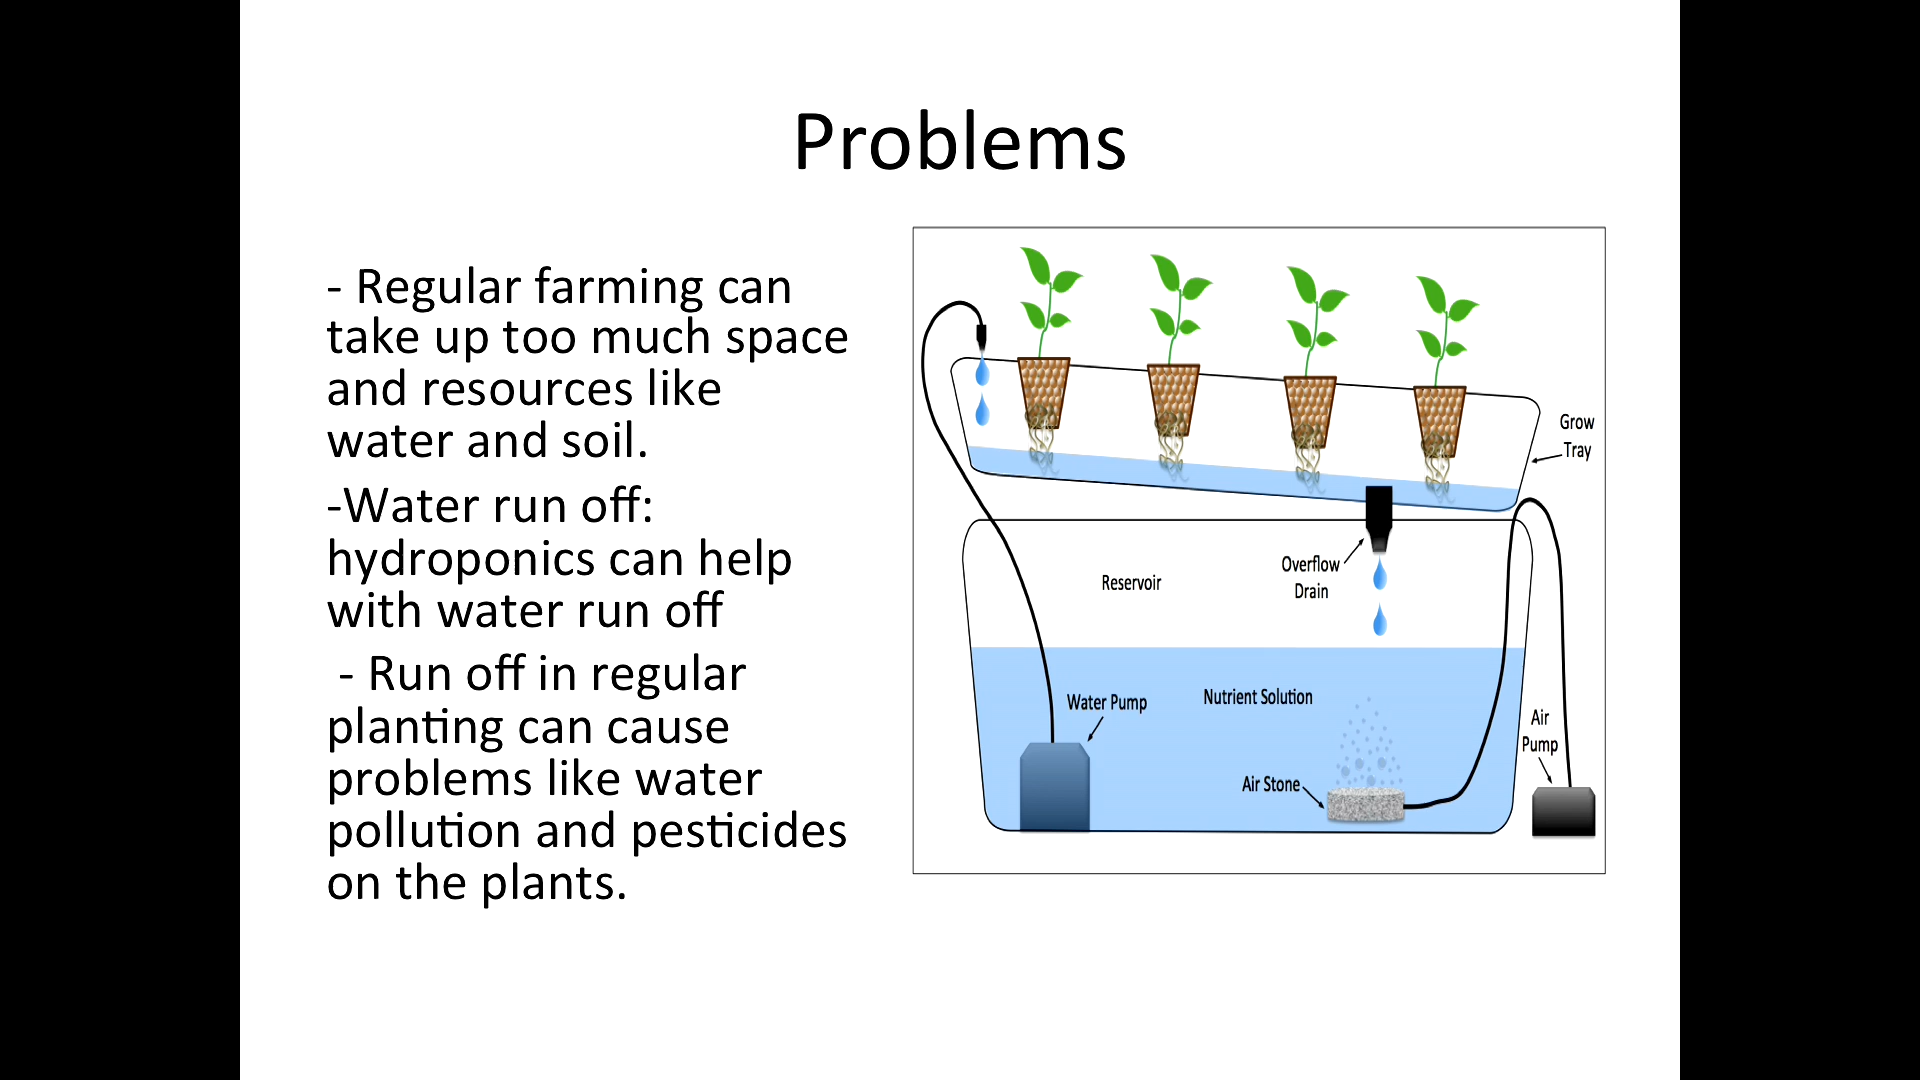 Problems
- Regular farming can
take up too much space
and resources like
water and soil.
-Water run off:
hydroponics can help
with water run off
- Run off in regular
planting can cause
problems like water
pollution and pesticides
on the plants.
Grow
Tray
Overflow
Drain
Reservoir
Water Pump
Nutrient Solution
Air
Pump
Air Stone